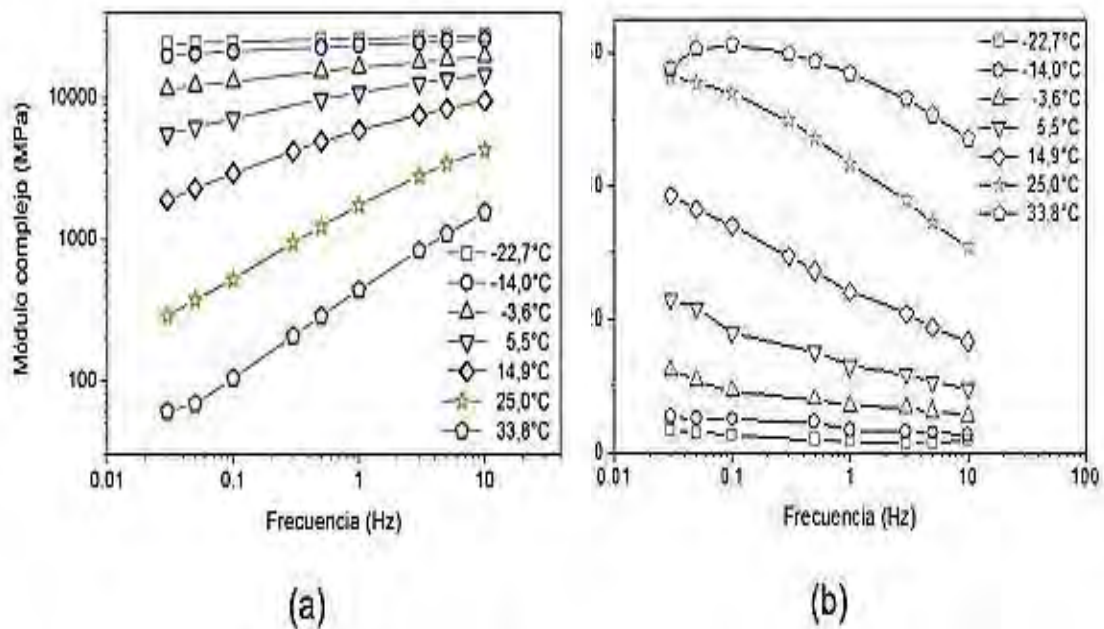 Módulo complejo (MPa)
10000
1000
100
0.01
0.1
1
10
Frecuencia (Hz)
-22,7°C
-14,0°C
-3,6°C
5,5°C
14,9°C
25,0°C
33,8°C
(a)
20
0
0.01
0.1
1
10
100
Frecuencia (Hz)
-22,7°C
-14,0°C
-3,6°C
5,5°C
14,9°C
25,0°C
33,8°C
(b)